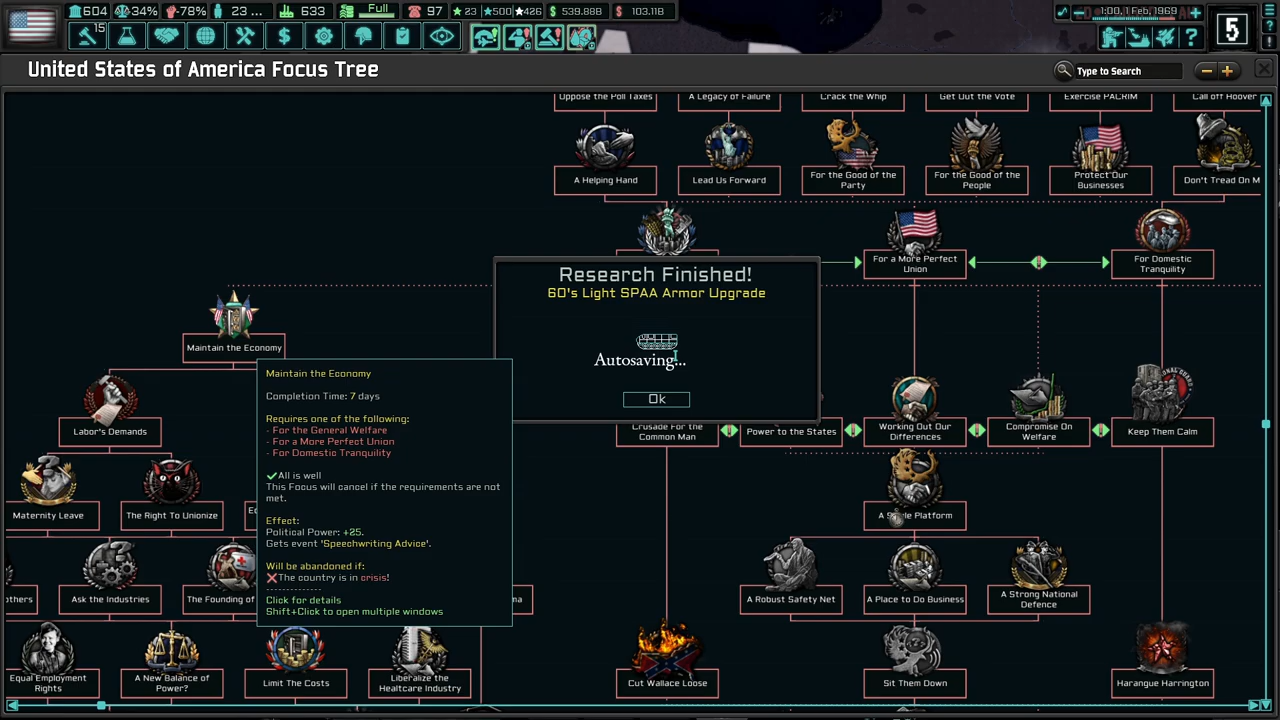 604 34% 78% 23 ... 633 Full 97 23 500 426 $ 539.88B $ 103.11B 1:00, 1 Feb, 1969
15 5
United States of America Focus Tree
Type to Search
Oppose the Poll Taxes A Legacy of Failure Crack the Whip Get Out the Vote Exercise PACRIM Call off Hoover
A Helping Hand Lead Us Forward For the Good of the Party For the Good of the People Protect Our Businesses Don't Tread On M
For a More Perfect Union
For Domestic Tranquility
Research Finished!
60's Light SPAA Armor Upgrade
Autosaving...
Ok
Maintain the Economy
Maintain the Economy
Completion Time: 7 days
Requires one of the following:
- For the General Welfare
- For a More Perfect Union
- For Domestic Tranquility
All is well
This Focus will cancel if the requirements are not
met.
Effect:
Political Power: +25.
Gets event 'Speechwriting Advice'.
Will be abandoned if:
The country is in crisis!
--------------
Click for details
Shift+Click to open multiple windows
Labor's Demands
Crusade For the Common Man Power to the States Working Out Our Differences Compromise On Welfare Keep Them Calm
Maternity Leave The Right To Unionize
Ask the Industries The Founding of
A Robust Safety Net A Place to Do Business A Strong National Defence
Equal Employment Rights A New Balance of Power? Limit The Costs Liberalize the Healtcare Industry
Cut Wallace Loose Sit Them Down Harangue Harrington